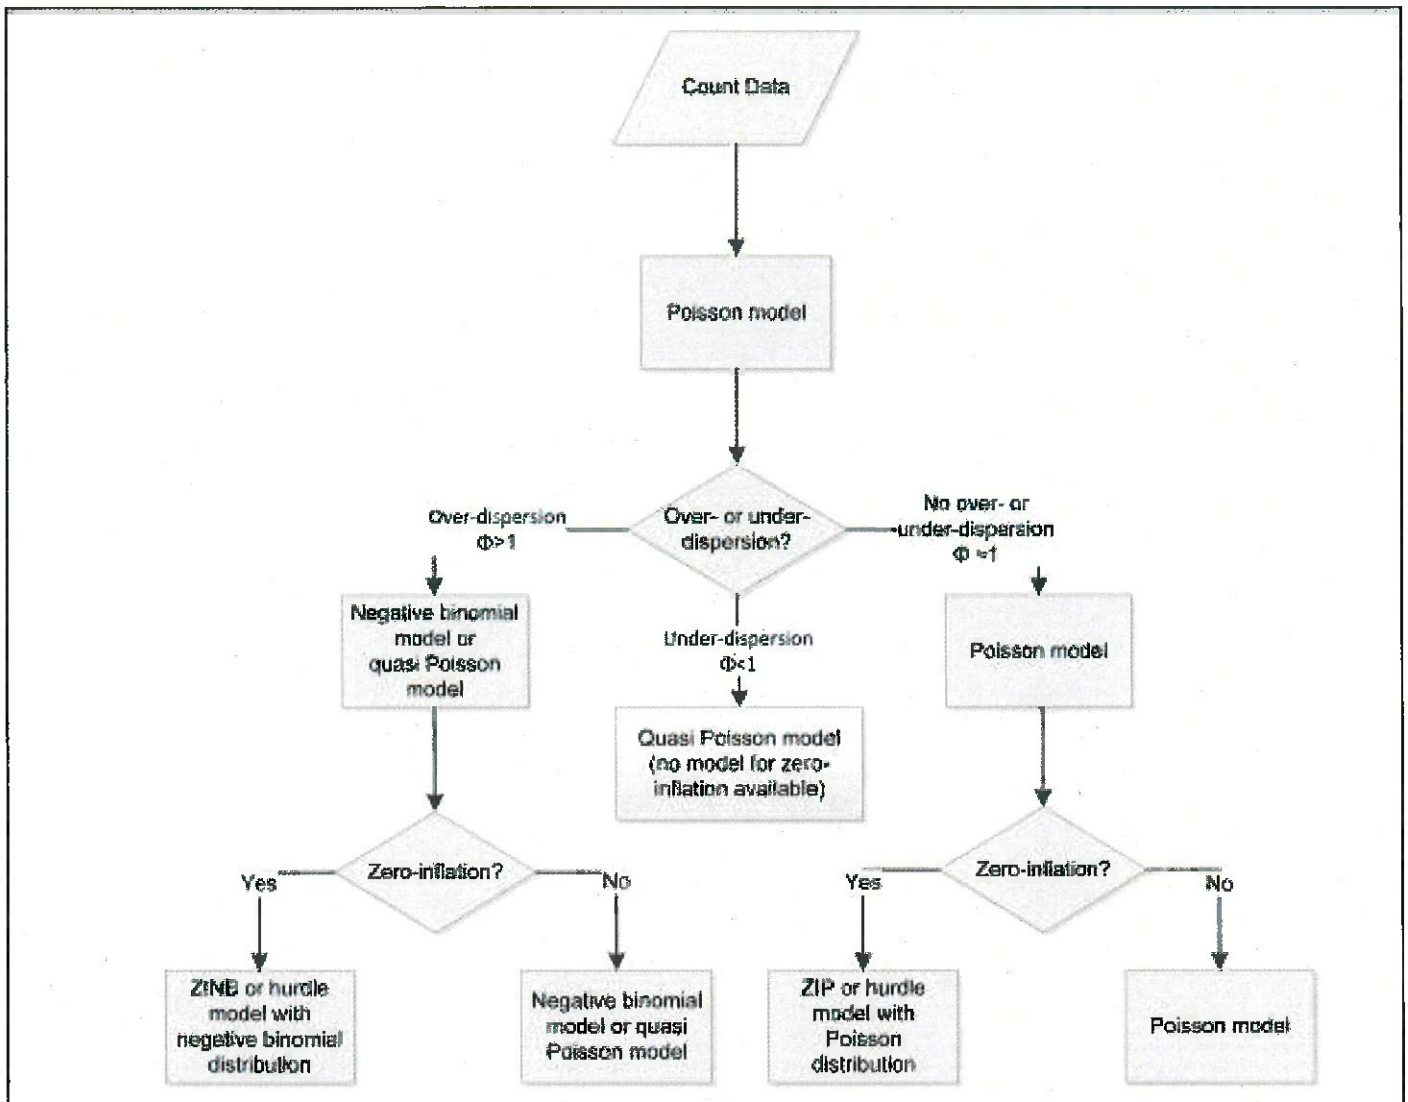 Count Data
Poisson model
Over- or under-
dispersion?
Over-dispersion
Φ>1
No over- or
under-dispersion
Φ ≈1
Under-dispersion
Φ<1
Negative binomial
model or
quasi Poisson
model
Quasi Poisson model
(no model for zero-
inflation available)
Poisson model
Zero-inflation?
Yes
No
Zero-inflation?
Yes
No
ZINB or hurdle
model with
negative binomial
distribution
Negative binomial
model or quasi
Poisson model
ZIP or hurdle
model with
Poisson
distribution
Poisson model